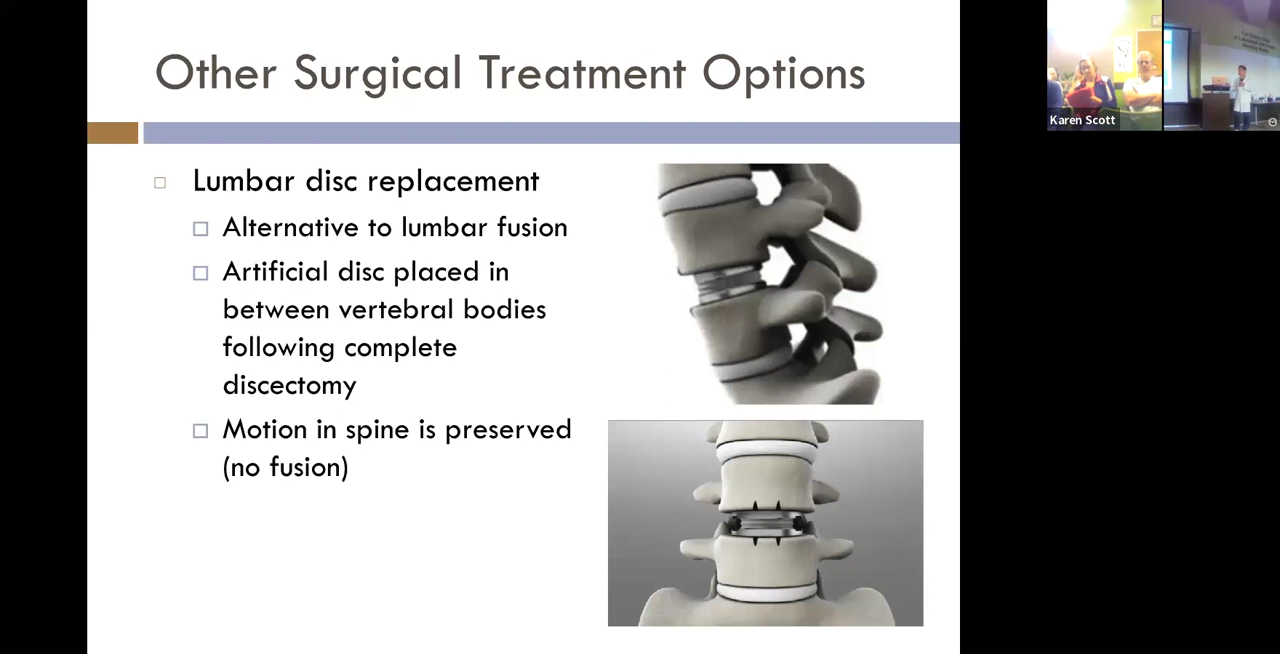 Other Surgical Treatment Options
Lumbar disc replacement
Alternative to lumbar fusion
Artificial disc placed in
between vertebral bodies
following complete
discectomy
Motion in spine is preserved
(no fusion)
Karen Scott